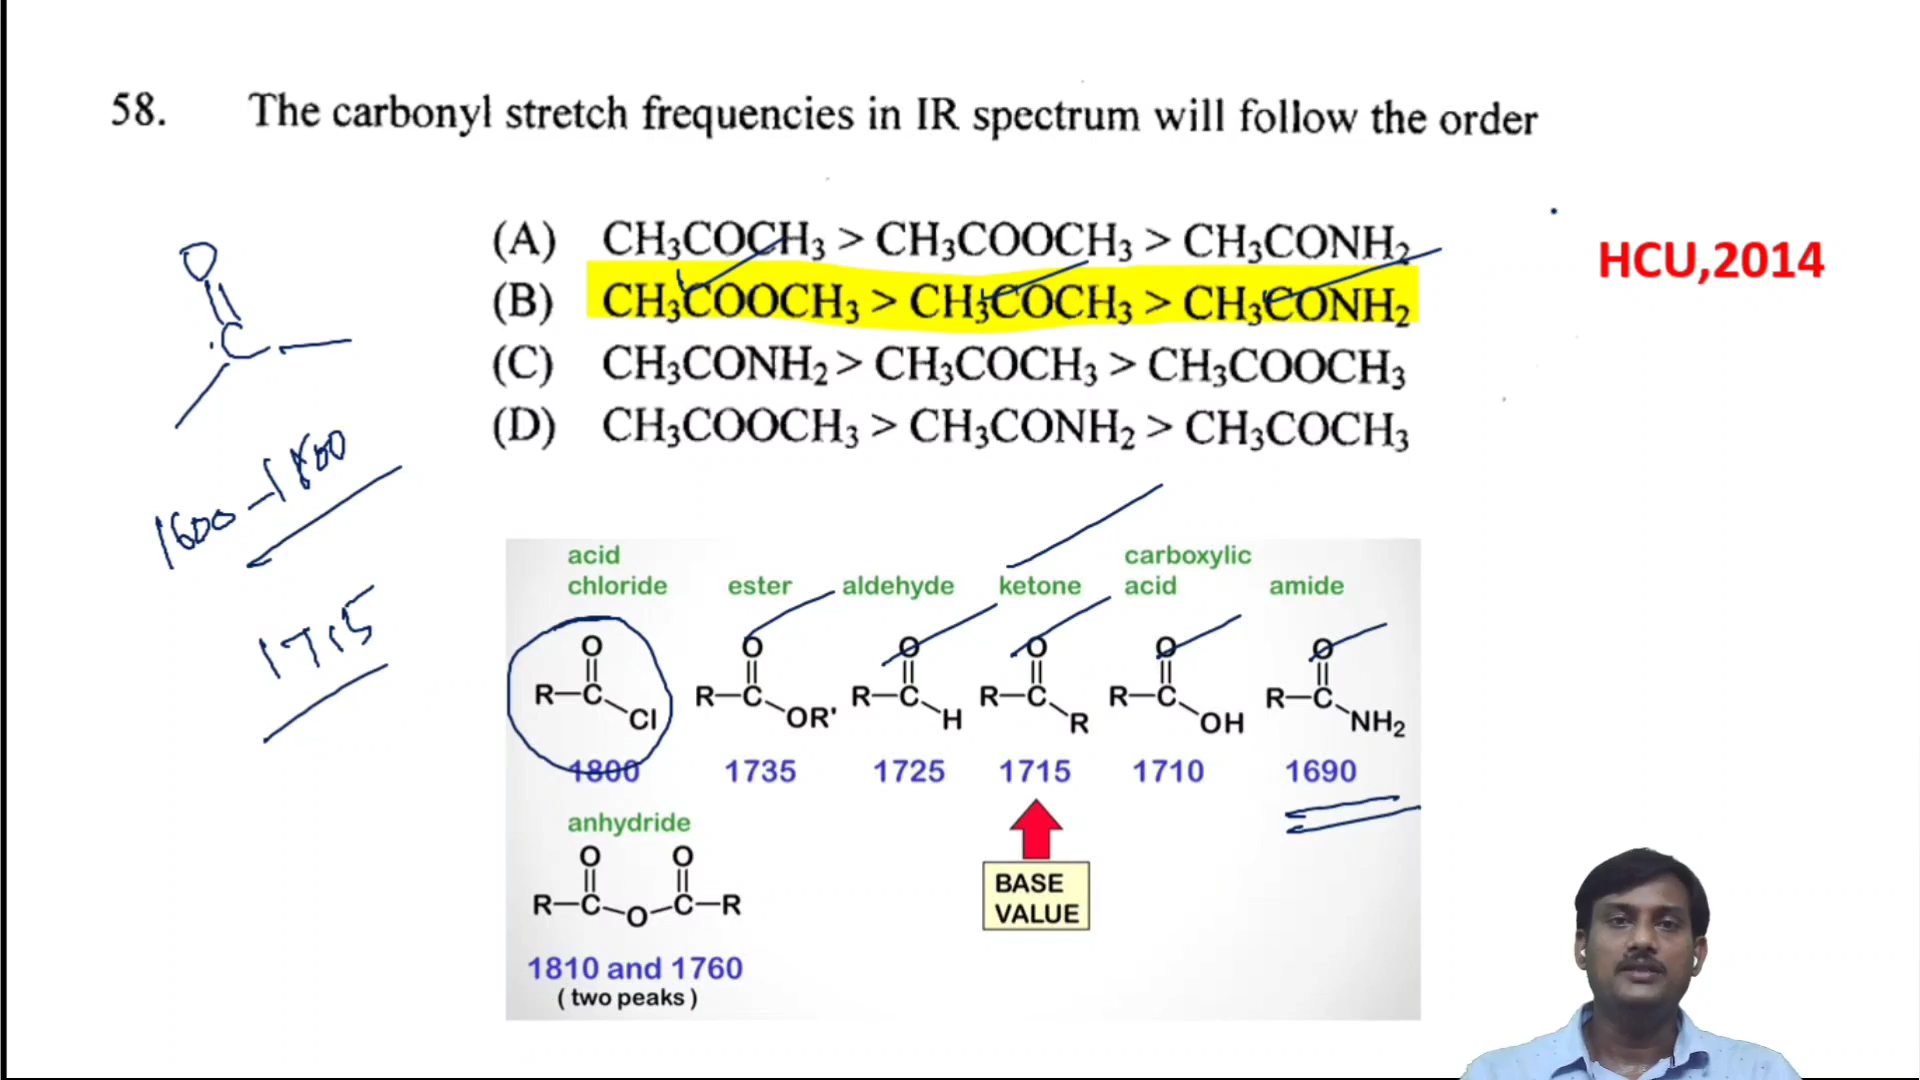 58. The carbonyl stretch frequencies in IR spectrum will follow the order
(A) CH₃COCH₃ > CH₃COOCH₃ > CH₃CONH₂
HCU,2014
(B) CH₃COOCH₃ > CH₃COCH₃ > CH₃CONH₂
(C) CH₃CONH₂ > CH₃COCH₃ > CH₃COOCH₃
(D) CH₃COOCH₃ > CH₃CONH₂ > CH₃COCH₃
O
C
1600-1800
1715
acid chloride
ester
aldehyde
ketone
carboxylic acid
amide
O O O O O O
R–C R–C R–C R–C R–C R–C
Cl OR' H R OH NH₂
1800 1735 1725 1715 1710 1690
anhydride
O O
R–C–O–C–R
BASE
VALUE
1810 and 1760
( two peaks )